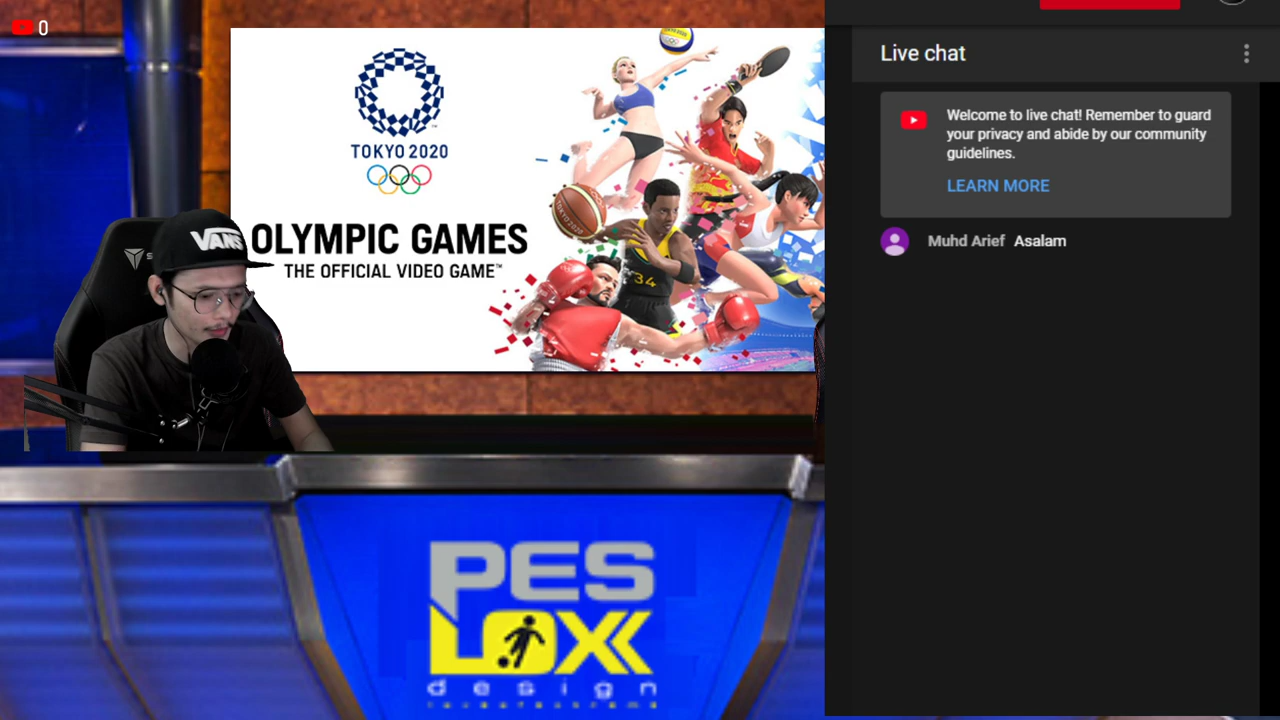 0
TOKYO 2020
OLYMPIC GAMES
THE OFFICIAL VIDEO GAME™
VANS
34
PES
LOXX
design
Live chat
Welcome to live chat! Remember to guard
your privacy and abide by our community
guidelines.
LEARN MORE
Muhd Arief Asalam